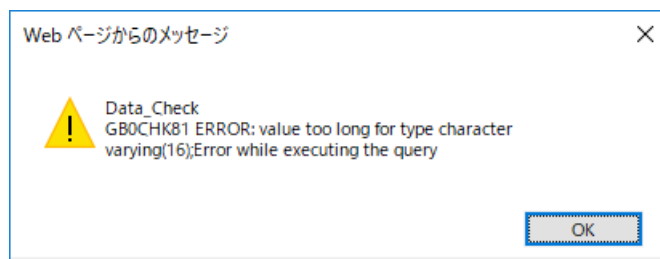 Web ページからのメッセージ
Data_Check
GB0CHK81 ERROR: value too long for type character
varying(16);Error while executing the query
OK